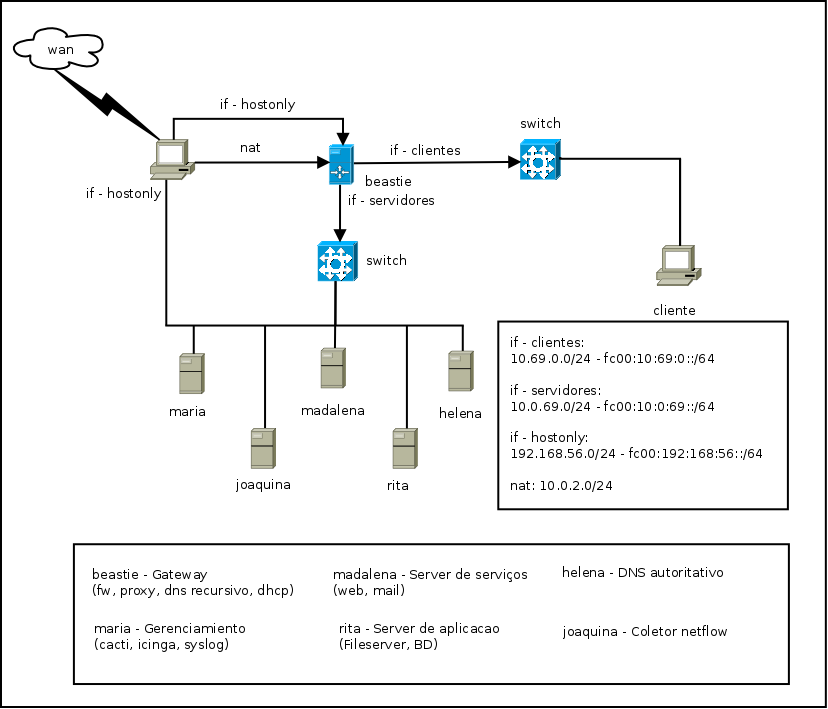 wan
if - hostonly
switch
nat
if - clientes
beastie
if - hostonly
if - servidores
switch
cliente
maria
madalena
helena
joaquina
rita
if - clientes:
10.69.0.0/24 - fc00:10:69:0::/64
if - servidores:
10.0.69.0/24 - fc00:10:0:69::/64
if - hostonly:
192.168.56.0/24 - fc00:192:168:56::/64
nat: 10.0.2.0/24
beastie - Gateway
(fw, proxy, dns recursivo, dhcp)
madalena - Server de serviços
(web, mail)
helena - DNS autoritativo
maria - Gerenciamiento
(cacti, icinga, syslog)
rita - Server de aplicacao
(Fileserver, BD)
joaquina - Coletor netflow